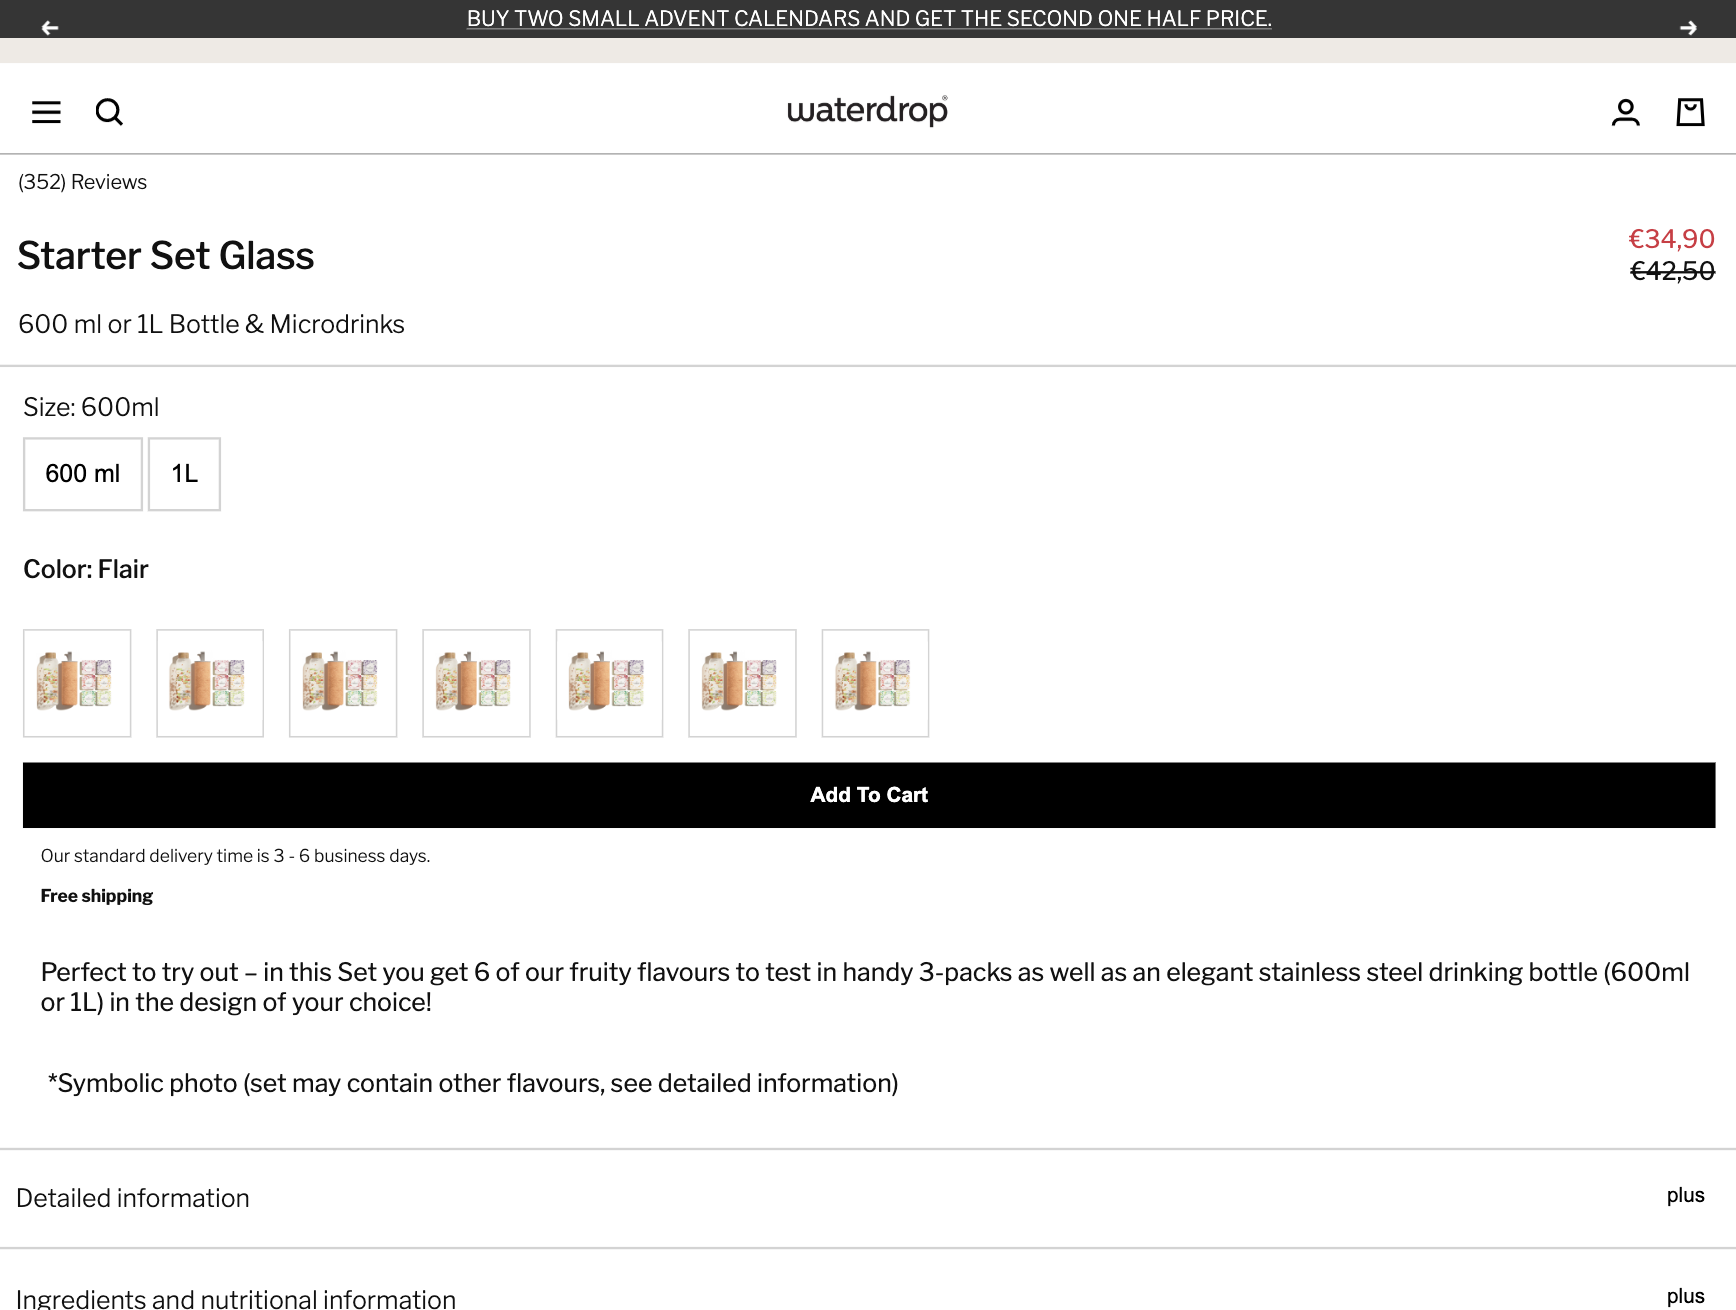 BUY TWO SMALL ADVENT CALENDARS AND GET THE SECOND ONE HALF PRICE.
waterdrop®
(352) Reviews
Starter Set Glass
€34,90
€42,50
600 ml or 1L Bottle & Microdrinks
Size: 600ml
600 ml
1L
Color: Flair
Add To Cart
Our standard delivery time is 3 - 6 business days.
Free shipping
Perfect to try out – in this Set you get 6 of our fruity flavours to test in handy 3-packs as well as an elegant stainless steel drinking bottle (600ml
or 1L) in the design of your choice!
*Symbolic photo (set may contain other flavours, see detailed information)
Detailed information
plus
Ingredients and nutritional information
plus